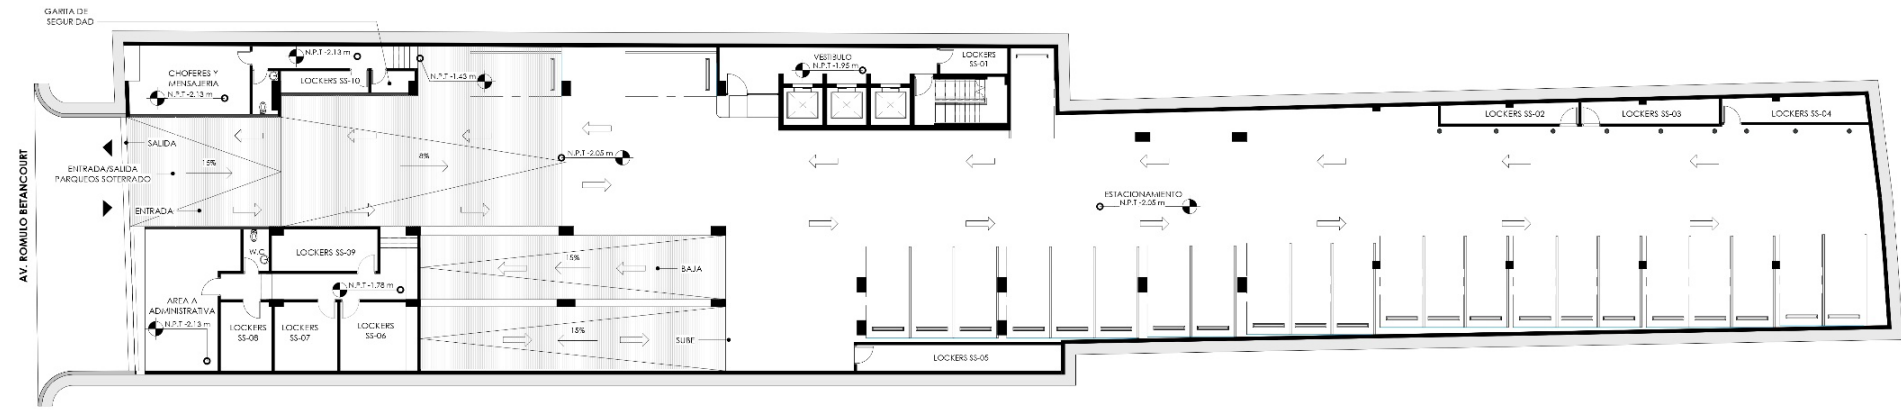 GARITA DE
SEGURIDAD
N.P.T -2.13 m
CHOFERES Y
MENSAJERIA
N.P.T -2.13 m
LOCKERS SS-10
N.P.T -1.43 m
VESTIBULO
N.P.T -1.95 m
LOCKERS
SS-01
LOCKERS SS-02
LOCKERS SS-03
LOCKERS SS-04
AV. ROMULO BETANCOURT
SALIDA
15%
8%
N.P.T -2.05 m
ENTRADA/SALIDA
PARQUEOS SOTERRADO
ENTRADA
ESTACIONAMIENTO
N.P.T -2.05 m
W.C.
LOCKERS SS-09
15%
BAJA
N.P.T -1.78 m
AREA A
ADMINISTRATIVA
N.P.T -2.13 m
LOCKERS
SS-08
LOCKERS
SS-07
LOCKERS
SS-06
15%
SUBE
LOCKERS SS-05